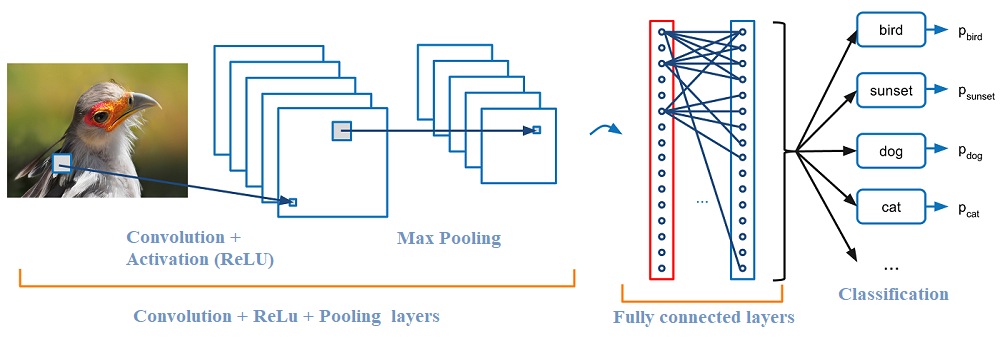 bird
p_bird
sunset
p_sunset
dog
p_dog
cat
p_cat
...
...
Convolution +
Activation (ReLU)
Max Pooling
Classification
Convolution + ReLu + Pooling layers
Fully connected layers